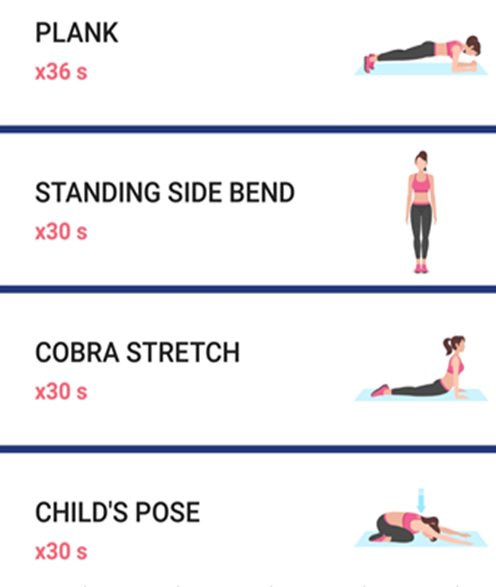 PLANK
x36 s
STANDING SIDE BEND
x30 s
COBRA STRETCH
x30 s
CHILD'S POSE
x30 s